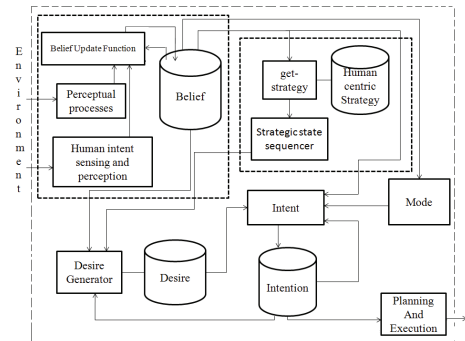 Environment
Belief Update Function
Perceptual
processes
Human intent
sensing and
perception
Belief
get-
strategy
Human
centric
Strategy
Strategic state
sequencer
Mode
Intent
Desire
Generator
Desire
Intention
Planning
And
Execution